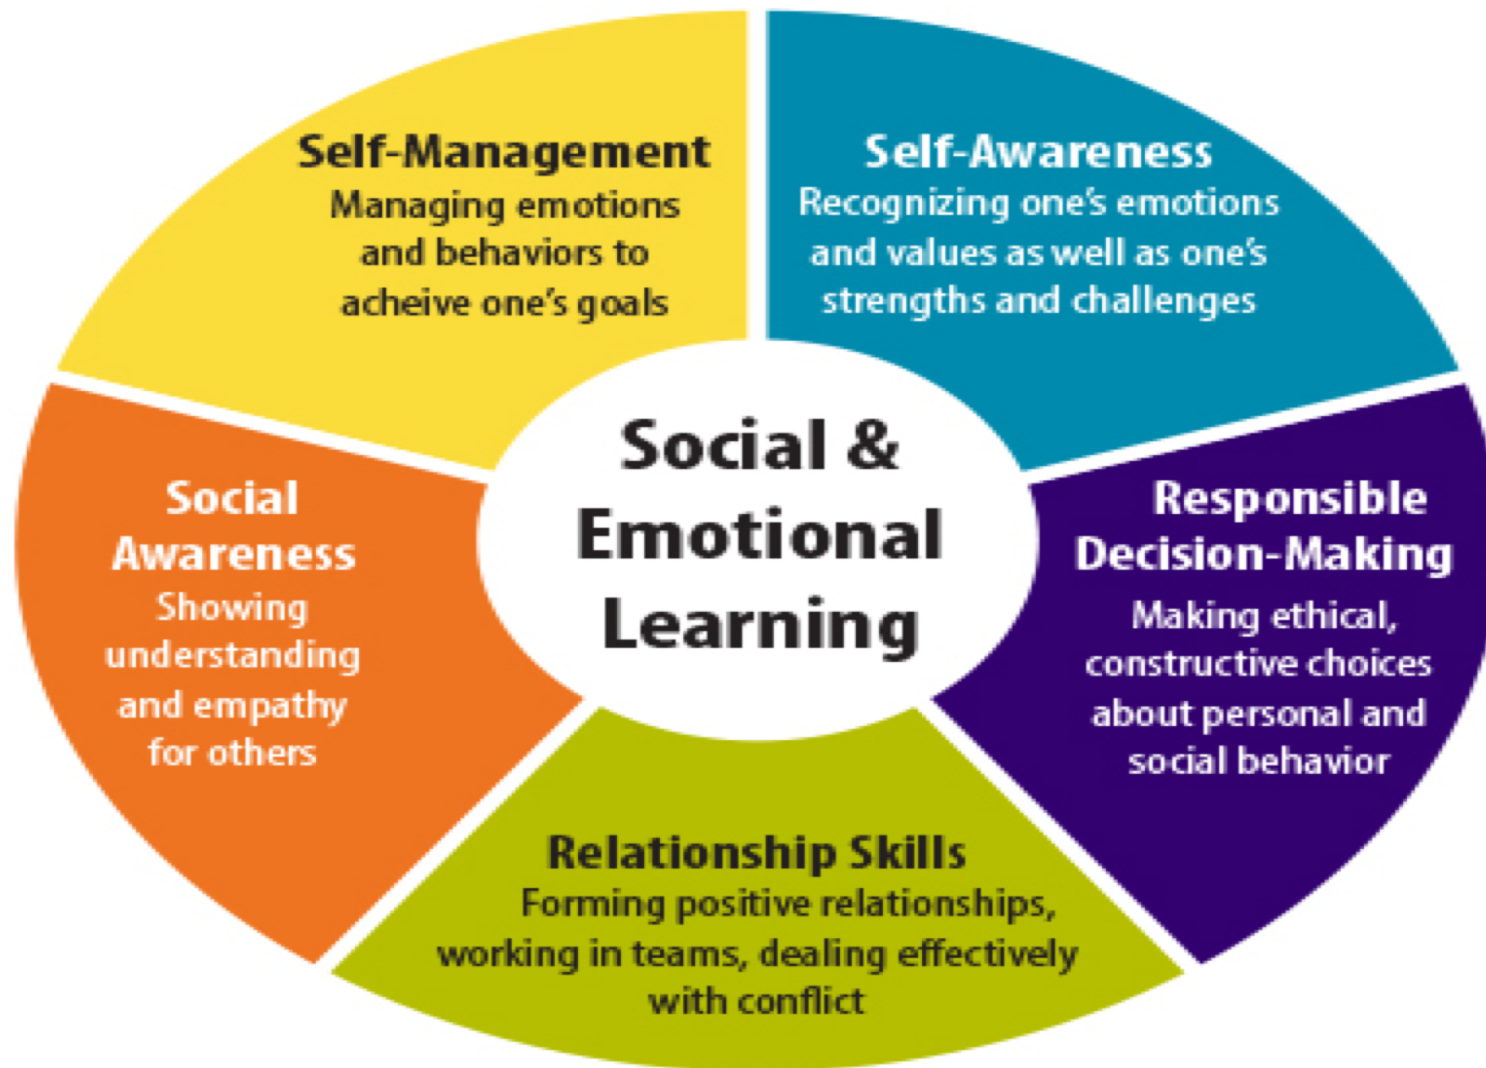 Self-Management
Managing emotions
and behaviors to
acheive one's goals
Self-Awareness
Recognizing one's emotions
and values as well as one's
strengths and challenges
Social &
Emotional
Learning
Social
Awareness
Showing
understanding
and empathy
for others
Responsible
Decision-Making
Making ethical,
constructive choices
about personal and
social behavior
Relationship Skills
Forming positive relationships,
working in teams, dealing effectively
with conflict